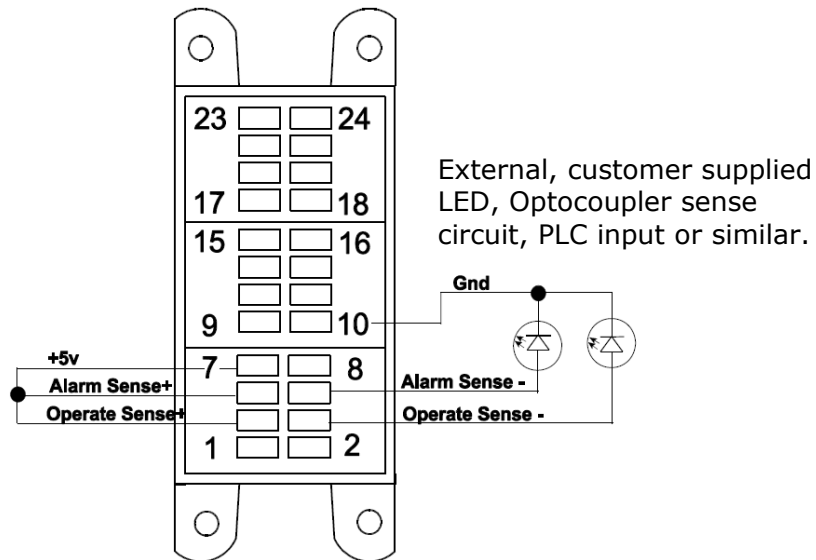 23 24
17 18
External, customer supplied
LED, Optocoupler sense
circuit, PLC input or similar.
15 16
9 10
Gnd
+5v
7 8
Alarm Sense+
Alarm Sense -
Operate Sense+
Operate Sense -
1 2